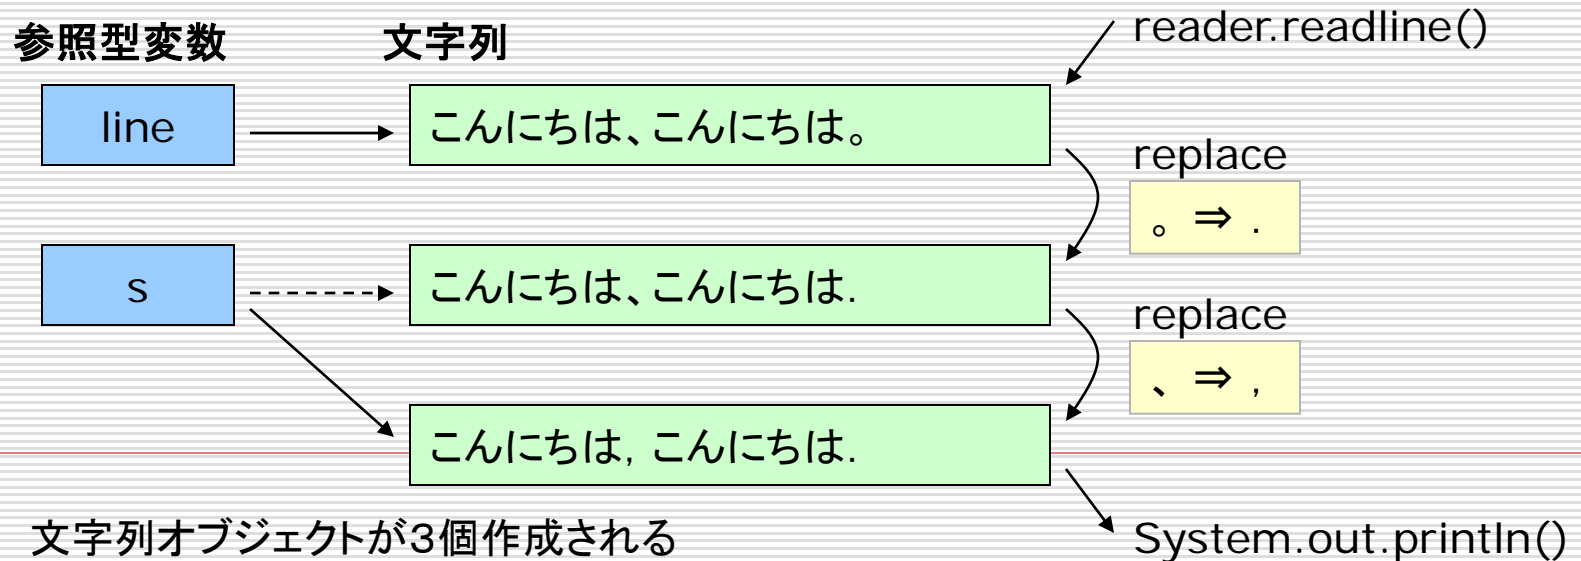 参照型変数 文字列
reader.readline()
line こんにちは、こんにちは。
replace
。 ⇒ .
s こんにちは、こんにちは.
replace
、 ⇒ ,
こんにちは, こんにちは.
文字列オブジェクトが3個作成される
System.out.println()